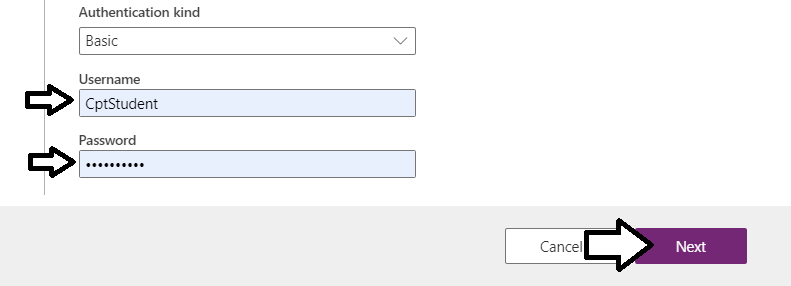 Authentication kind
Basic
Username
CptStudent
Password
••••••••••
Cancel
Next